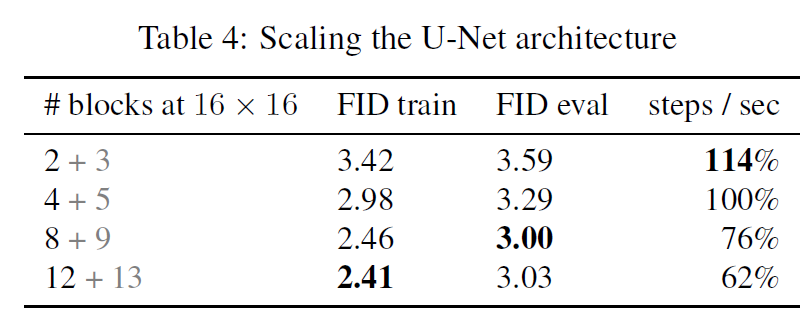 Table 4: Scaling the U-Net architecture
# blocks at 16 × 16 FID train FID eval steps / sec
2 + 3 3.42 3.59 114%
4 + 5 2.98 3.29 100%
8 + 9 2.46 3.00 76%
12 + 13 2.41 3.03 62%